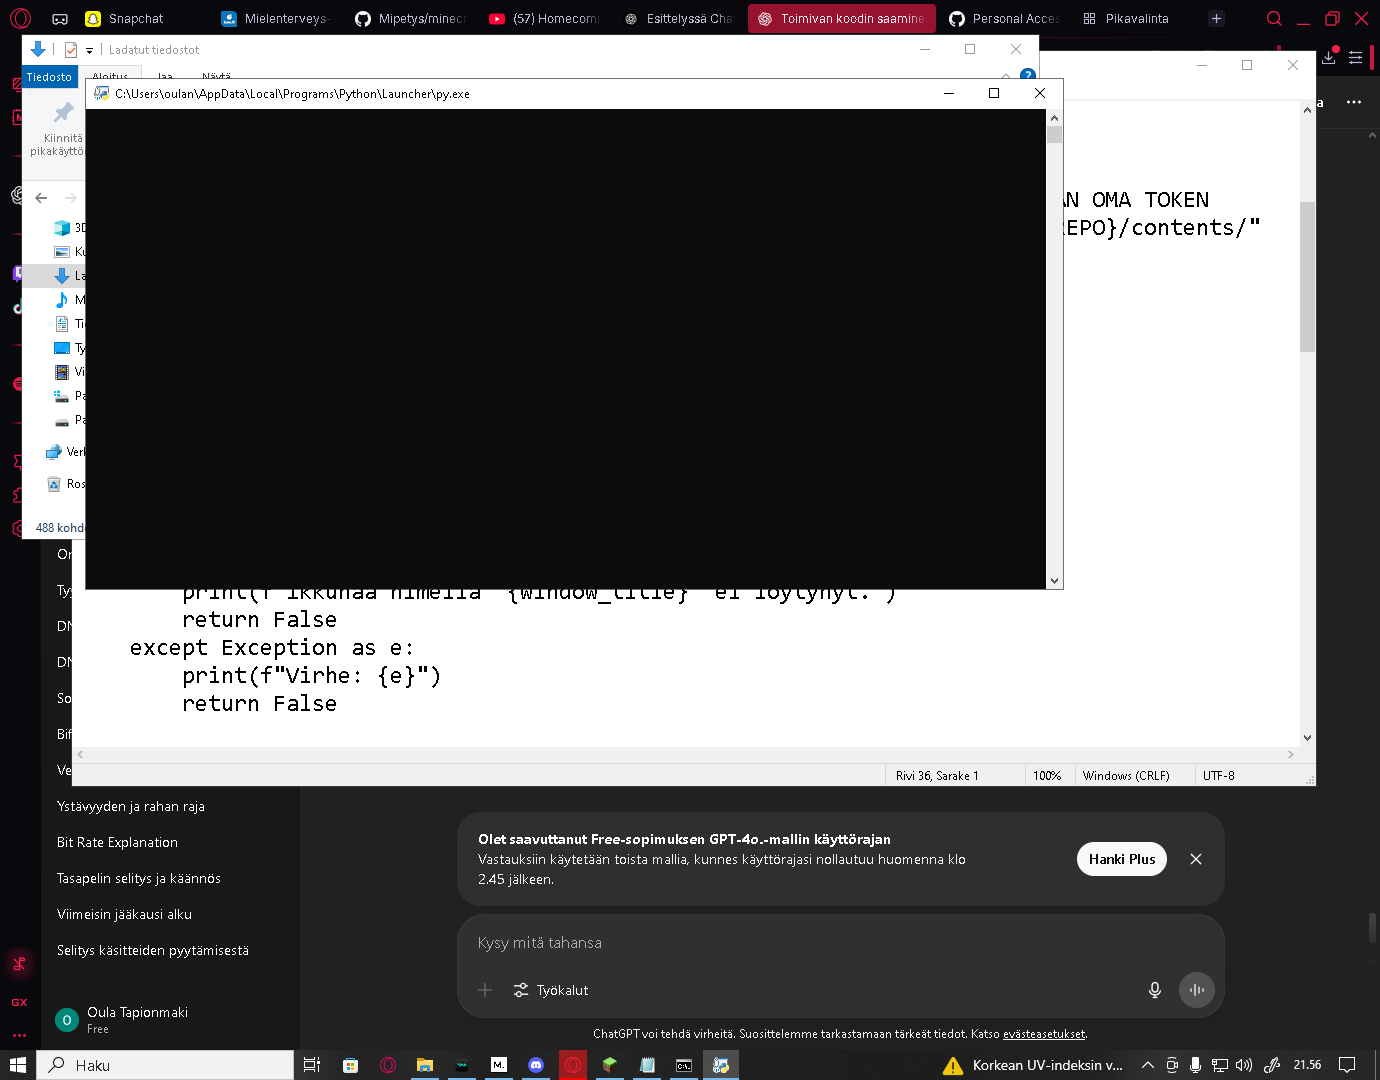 Snapchat
Mielenterveys-
Mipetys/minecr
(57) Homecomi
Esittelyssä Cha
Toimivan koodin saamine
Personal Acces
Pikavalinta
Ladatut tiedostot
Tiedosto
Aloitus
Jaa
Näytä
C:\Users\oulan\AppData\Local\Programs\Python\Launcher\py.exe
Kiinnitä
pikakäyttö
a
AN OMA TOKEN
REPO}/contents/"
3D
Ku
La
M
Tie
Ty
Vi
Pa
Pa
Verk
Ros
488 kohde
On
Ty
DN
DN
So
Bif
Ve
print(f"Ikkunaa nimellä '{window_title}' ei löytynyt.")
return False
except Exception as e:
print(f"Virhe: {e}")
return False
Rivi 36, Sarake 1
100%
Windows (CRLF)
UTF-8
Ystävyyden ja rahan raja
Bit Rate Explanation
Tasapelin selitys ja käännös
Viimeisin jääkausi alku
Selitys käsitteiden pyytämisestä
Olet saavuttanut Free-sopimuksen GPT-4o.-mallin käyttörajan
Vastauksiin käytetään toista mallia, kunnes käyttörajasi nollautuu huomenna klo
2.45 jälkeen.
Hanki Plus
Kysy mitä tahansa
Työkalut
GX
O
Oula Tapionmaki
Free
ChatGPT voi tehdä virheitä. Suosittelemme tarkastamaan tärkeät tiedot. Katso evästeasetukset.
Haku
M.
Korkean UV-indeksin v...
21.56